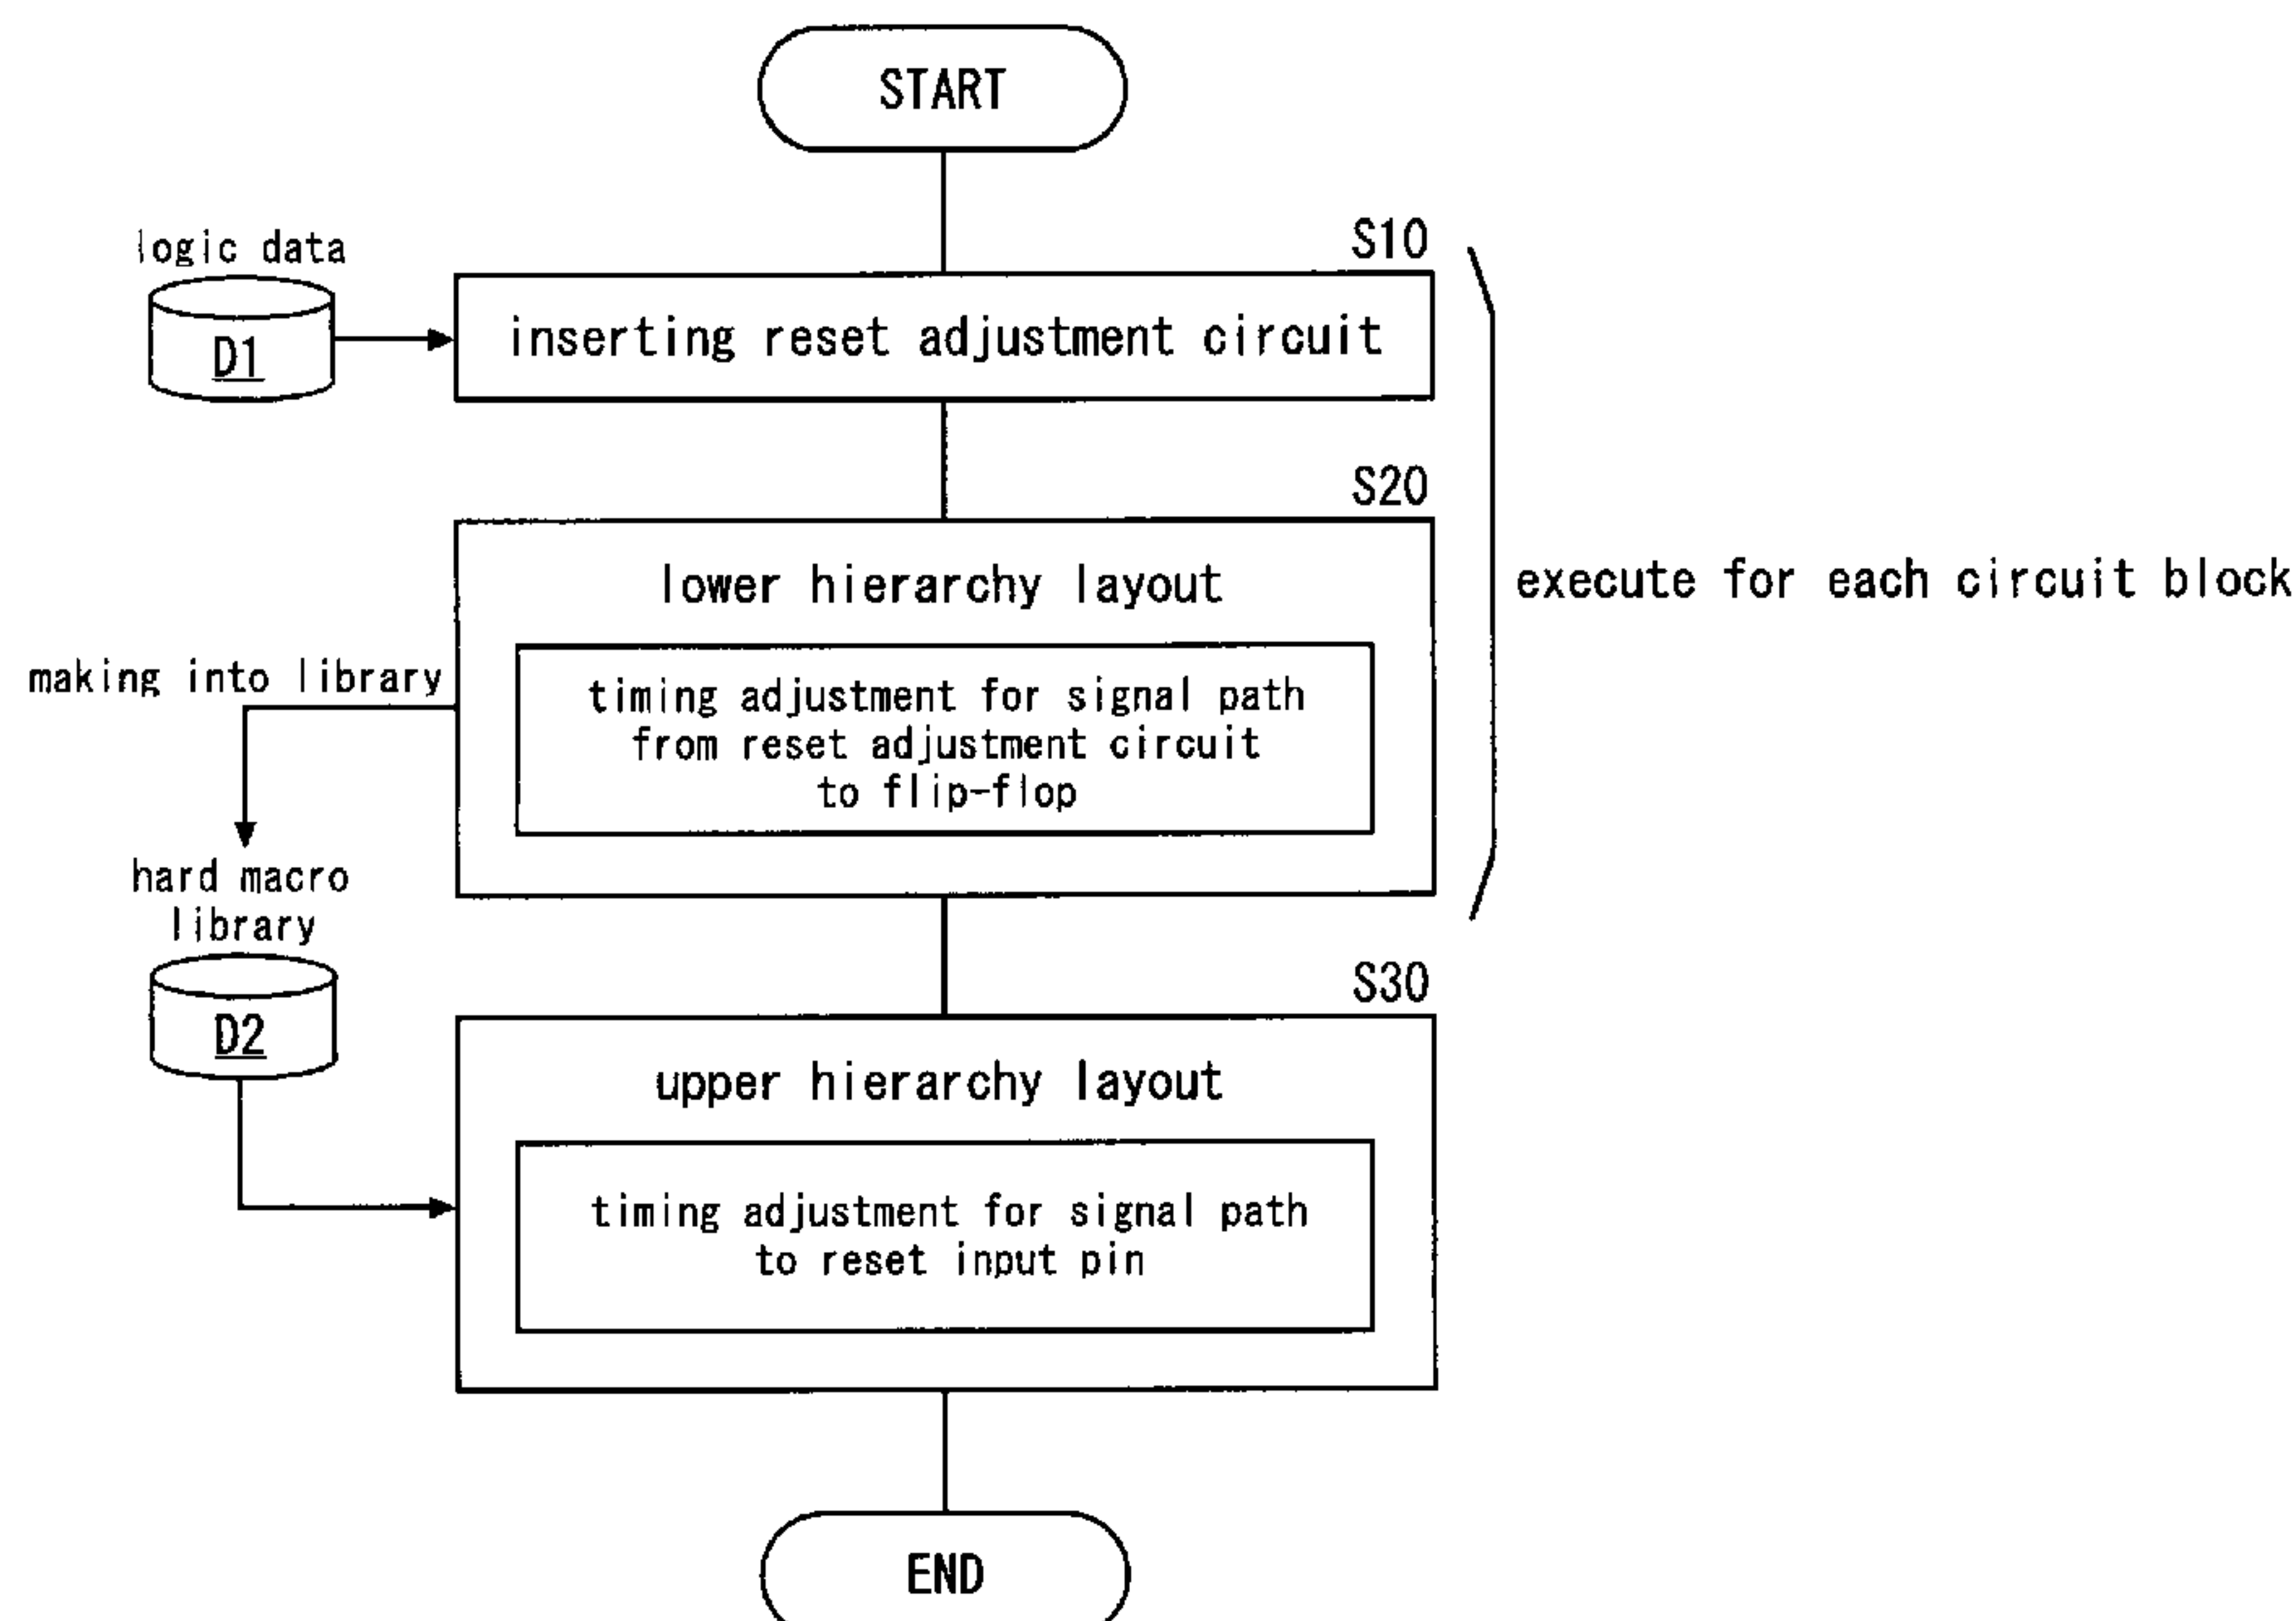 START
logic data
D1
S10
inserting reset adjustment circuit
S20
lower hierarchy layout
execute for each circuit block
making into library
timing adjustment for signal path
from reset adjustment circuit
to flip-flop
hard macro
library
D2
S30
upper hierarchy layout
timing adjustment for signal path
to reset input pin
END